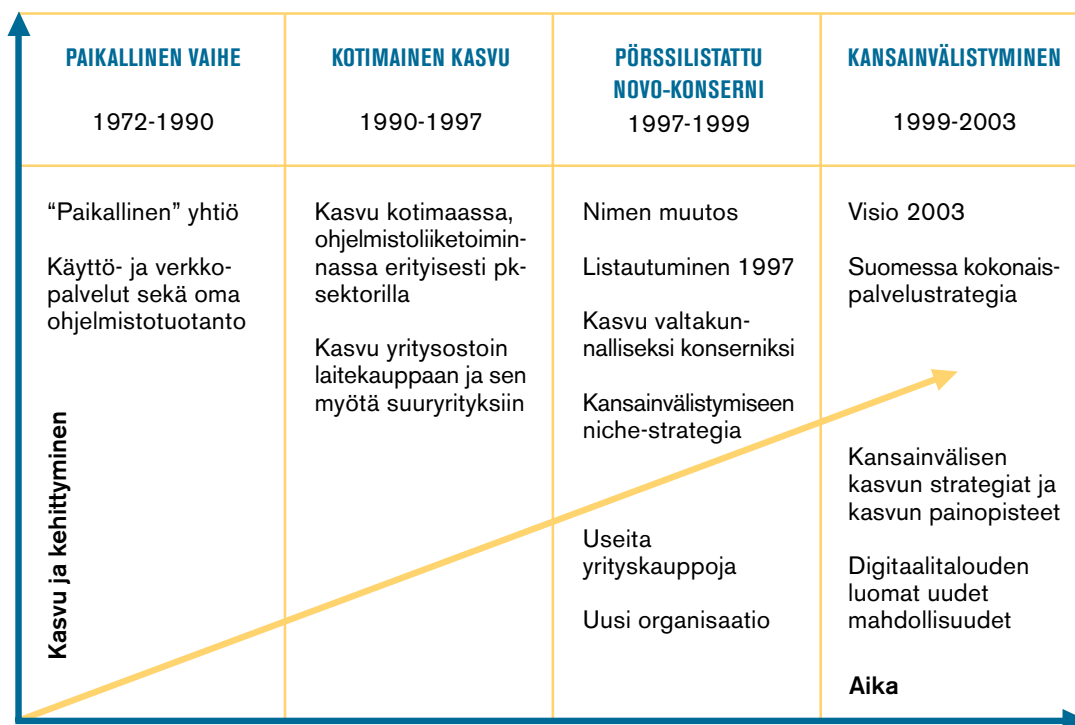 PAIKALLINEN VAIHE
1972-1990
“Paikallinen” yhtiö
Käyttö- ja verkko-
palvelut sekä oma
ohjelmistotuotanto
KOTIMAINEN KASVU
1990-1997
Kasvu kotimaassa,
ohjelmistoliiketoimin-
nassa erityisesti pk-
sektorilla
Kasvu yritysostoin
laitekauppaan ja sen
myötä suuryrityksiin
PÖRSSILISTATTU
NOVO-KONSERNI
1997-1999
Nimen muutos
Listautuminen 1997
Kasvu valtakun-
nalliseksi konserniksi
Kansainvälistymiseen
niche-strategia
Useita
yrityskauppoja
Uusi organisaatio
KANSAINVÄLISTYMINEN
1999-2003
Visio 2003
Suomessa kokonais-
palvelustrategia
Kansainvälisen
kasvun strategiat ja
kasvun painopisteet
Digitaalitalouden
luomat uudet
mahdollisuudet
Kasvu ja kehittyminen
Aika